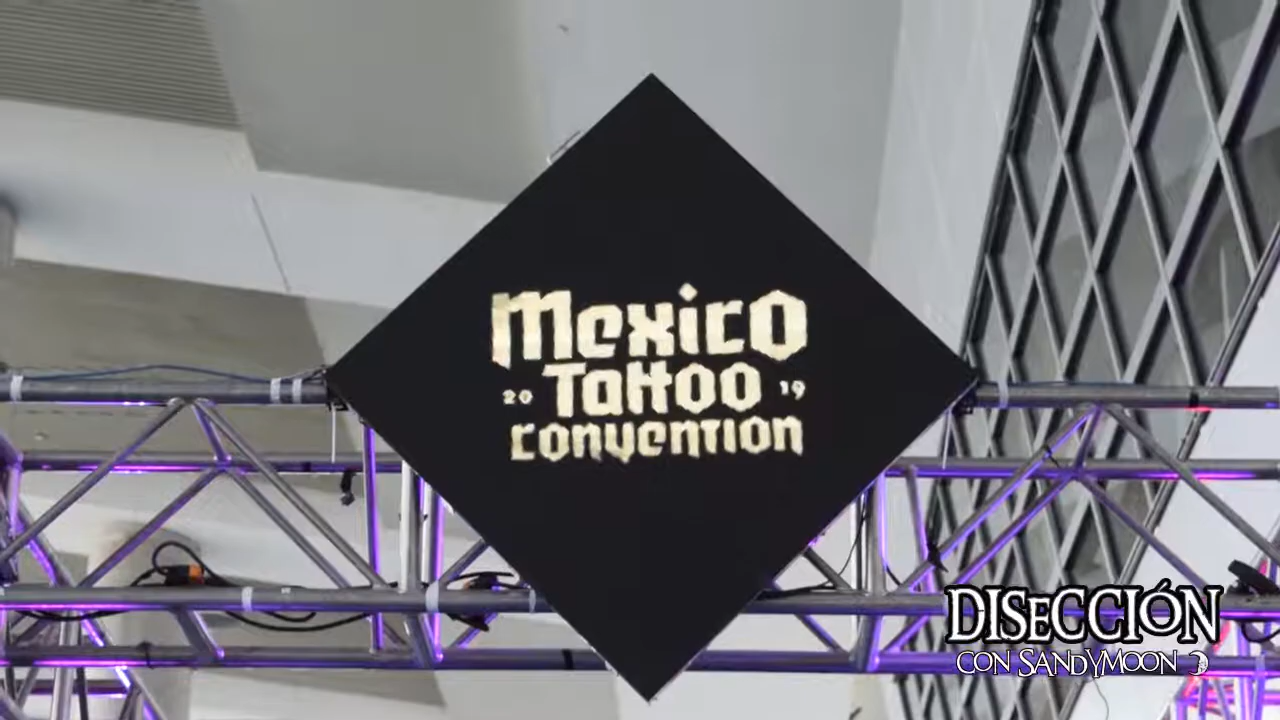 Mexico
Tattoo
20 19
convention
DISECCIÓN
CON SANDYMOON